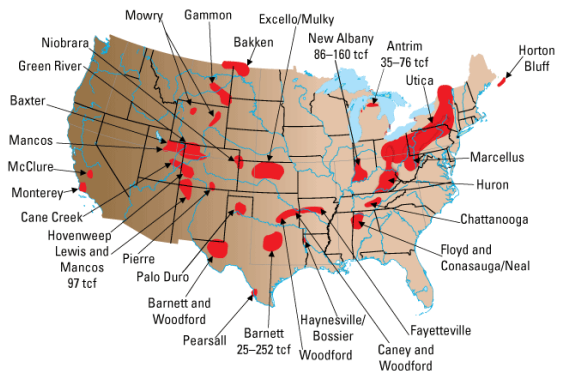 Mowry
Gammon
Excello/Mulky
Niobrara
Bakken
New Albany
86–160 tcf
Antrim
35–76 tcf
Horton
Bluff
Green River
Utica
Baxter
Mancos
McClure
Monterey
Marcellus
Huron
Cane Creek
Chattanooga
Hovenweep
Lewis and
Mancos
97 tcf
Pierre
Floyd and
Conasauga/Neal
Palo Duro
Barnett and
Woodford
Pearsall
Barnett
25–252 tcf
Woodford
Haynesville/
Bossier
Fayetteville
Caney and
Woodford